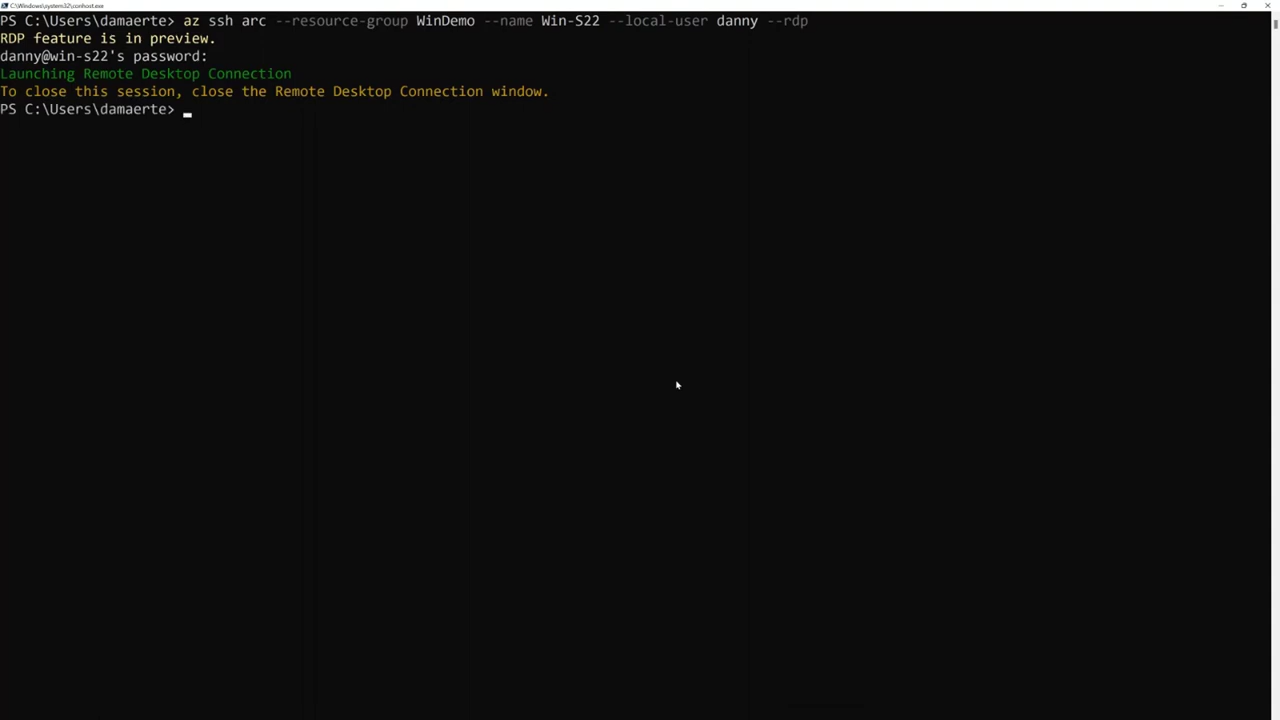 C:\Windows\system32\conhost.exe
PS C:\Users\damaerte> az ssh arc --resource-group WinDemo --name Win-S22 --local-user danny --rdp
RDP feature is in preview.
danny@win-s22's password:
Launching Remote Desktop Connection
To close this session, close the Remote Desktop Connection window.
PS C:\Users\damaerte>